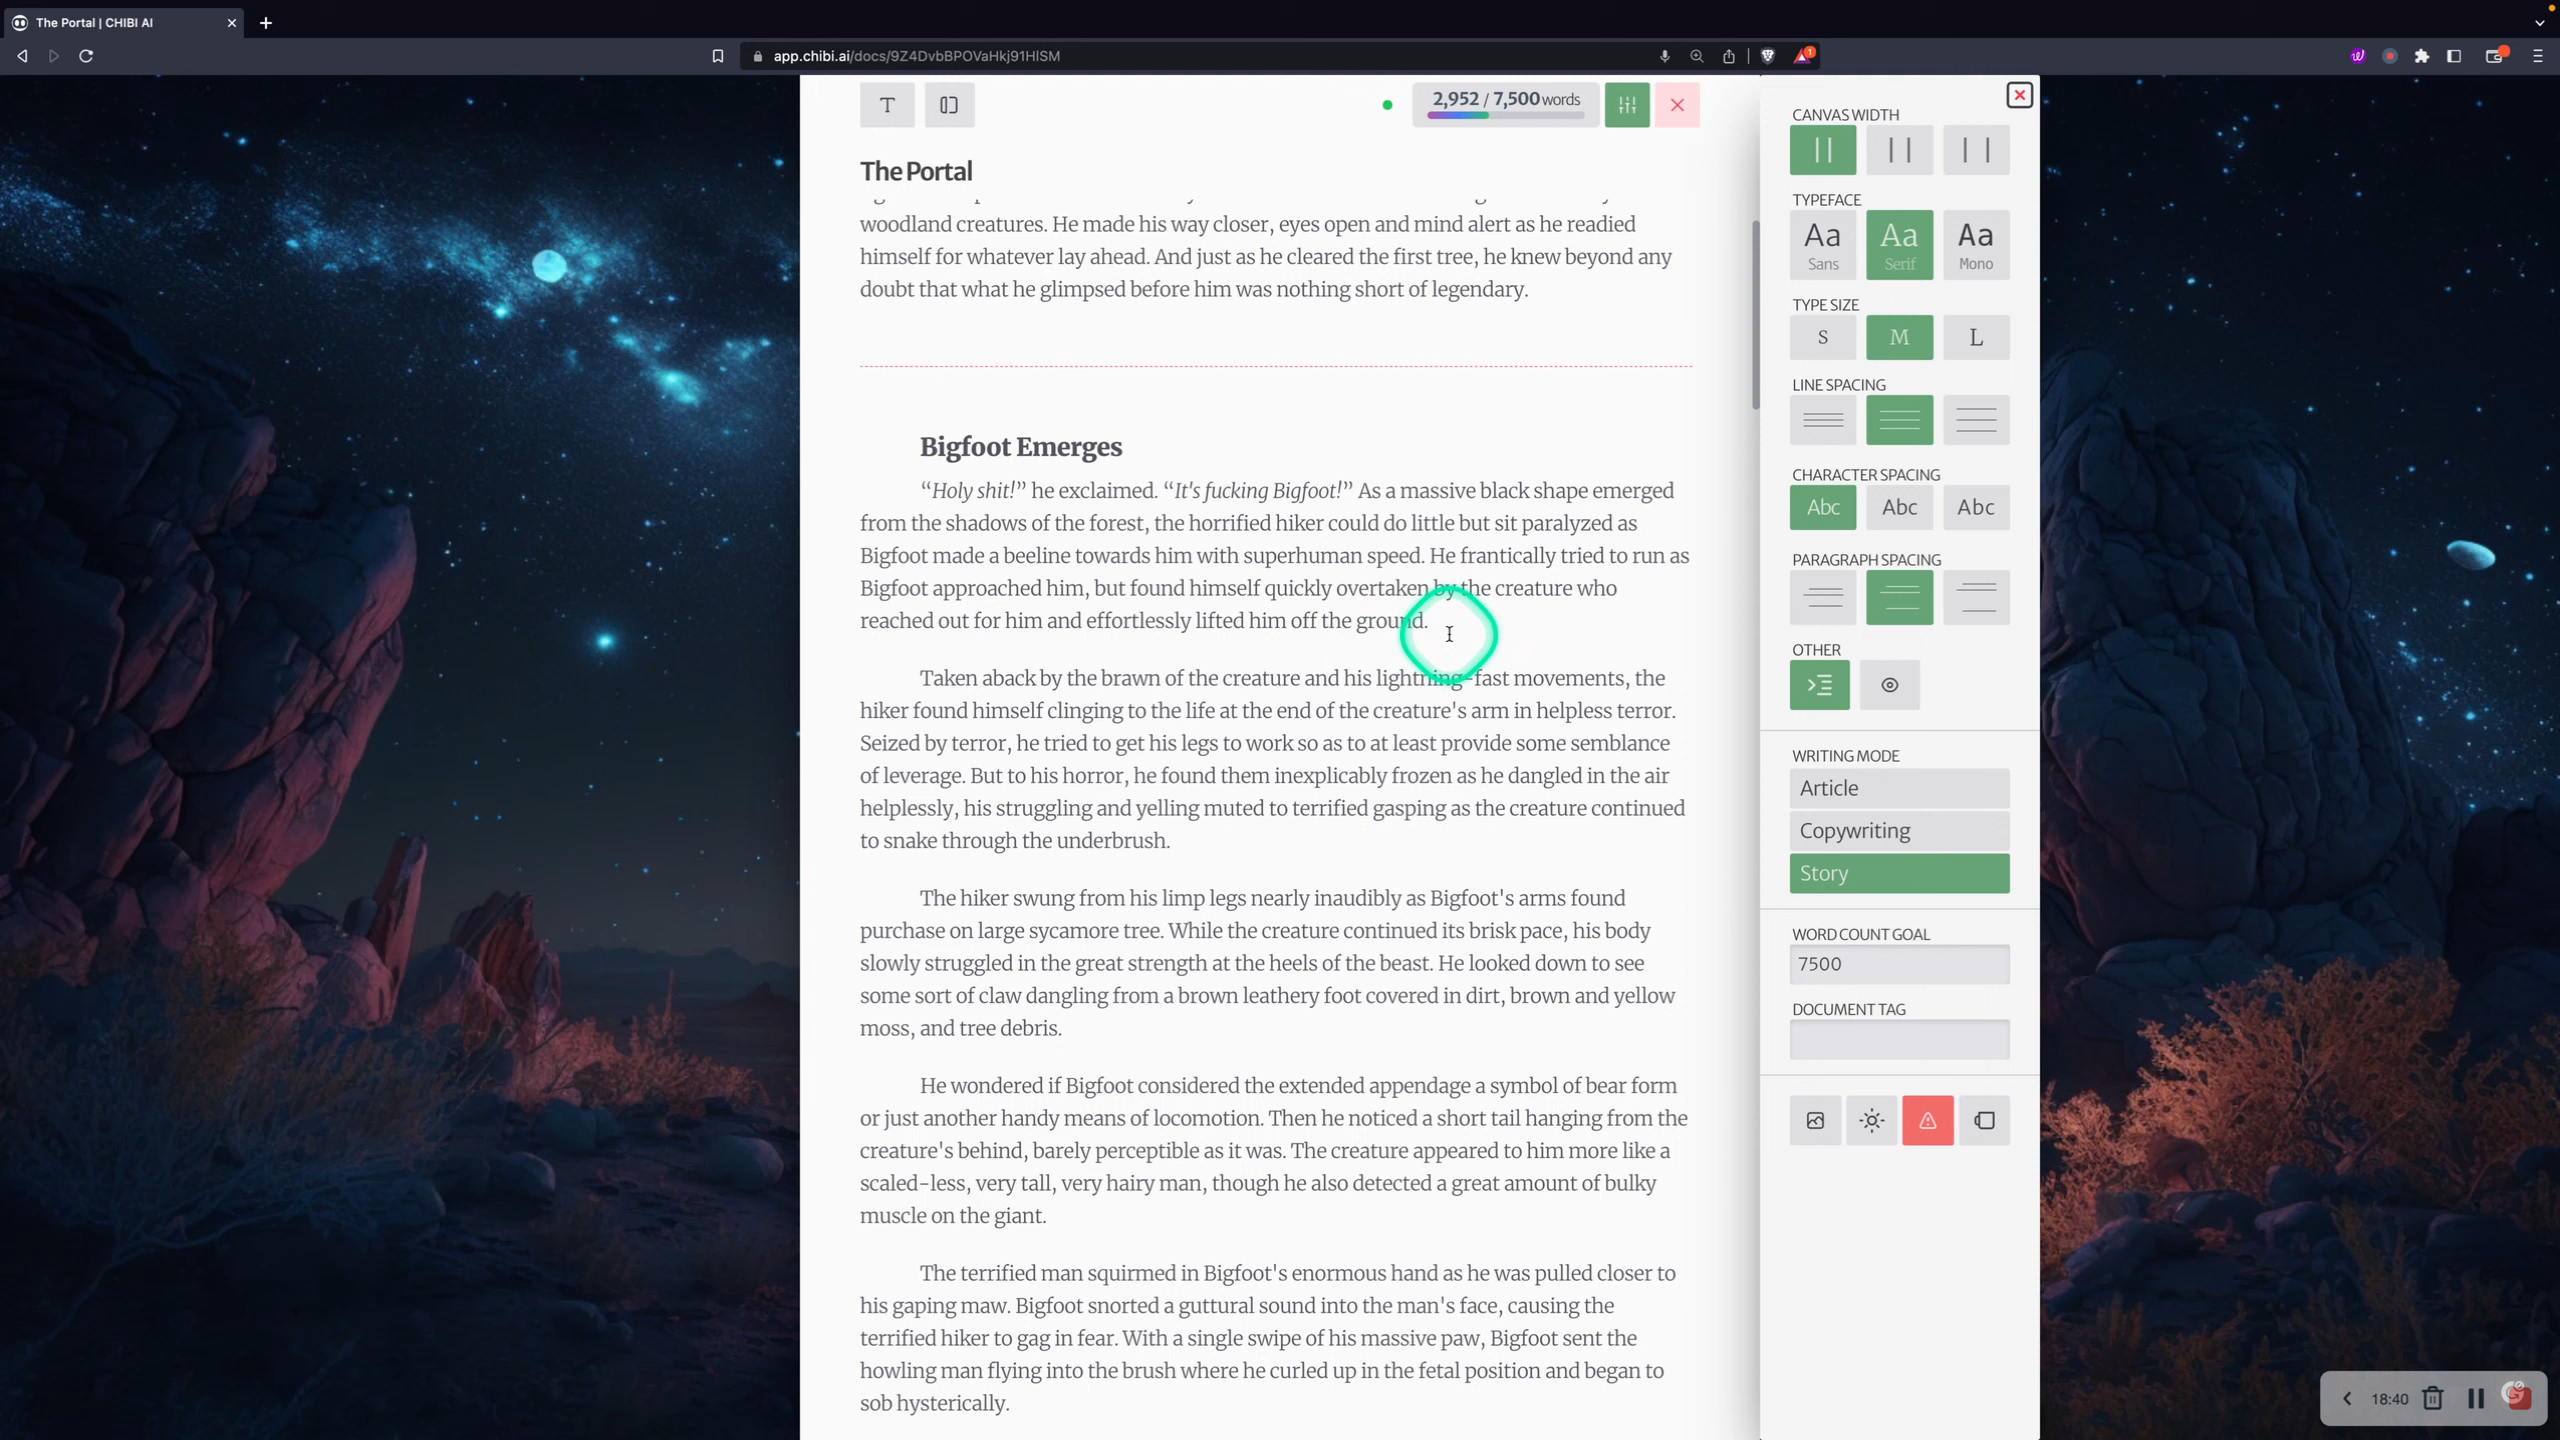 The Portal | CHIBI AI
app.chibi.ai/docs/9Z4DvbBPOVaHkj91HlSM
1
T
2,952 / 7,500 words
The Portal
woodland creatures. He made his way closer, eyes open and mind alert as he readied
himself for whatever lay ahead. And just as he cleared the first tree, he knew beyond any
doubt that what he glimpsed before him was nothing short of legendary.
Bigfoot Emerges
“Holy shit!” he exclaimed. “It's fucking Bigfoot!” As a massive black shape emerged
from the shadows of the forest, the horrified hiker could do little but sit paralyzed as
Bigfoot made a beeline towards him with superhuman speed. He frantically tried to run as
Bigfoot approached him, but found himself quickly overtaken by the creature who
reached out for him and effortlessly lifted him off the ground.
Taken aback by the brawn of the creature and his lightning-fast movements, the
hiker found himself clinging to the life at the end of the creature's arm in helpless terror.
Seized by terror, he tried to get his legs to work so as to at least provide some semblance
of leverage. But to his horror, he found them inexplicably frozen as he dangled in the air
helplessly, his struggling and yelling muted to terrified gasping as the creature continued
to snake through the underbrush.
The hiker swung from his limp legs nearly inaudibly as Bigfoot's arms found
purchase on large sycamore tree. While the creature continued its brisk pace, his body
slowly struggled in the great strength at the heels of the beast. He looked down to see
some sort of claw dangling from a brown leathery foot covered in dirt, brown and yellow
moss, and tree debris.
He wondered if Bigfoot considered the extended appendage a symbol of bear form
or just another handy means of locomotion. Then he noticed a short tail hanging from the
creature's behind, barely perceptible as it was. The creature appeared to him more like a
scaled-less, very tall, very hairy man, though he also detected a great amount of bulky
muscle on the giant.
The terrified man squirmed in Bigfoot's enormous hand as he was pulled closer to
his gaping maw. Bigfoot snorted a guttural sound into the man's face, causing the
terrified hiker to gag in fear. With a single swipe of his massive paw, Bigfoot sent the
howling man flying into the brush where he curled up in the fetal position and began to
sob hysterically.
CANVAS WIDTH
TYPEFACE
Aa Aa Aa
Sans Serif Mono
TYPE SIZE
S M L
LINE SPACING
CHARACTER SPACING
Abc Abc Abc
PARAGRAPH SPACING
OTHER
WRITING MODE
Article
Copywriting
Story
WORD COUNT GOAL
7500
DOCUMENT TAG
18:40